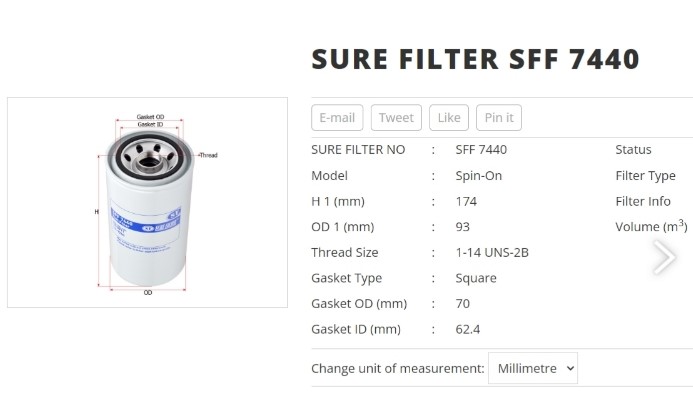 SURE FILTER SFF 7440
E-mail Tweet Like Pin it
Gasket OD
Gasket ID
Thread
H
OD
SURE FILTER NO : SFF 7440 Status
Model : Spin-On Filter Type
H 1 (mm) : 174 Filter Info
OD 1 (mm) : 93 Volume (m³)
Thread Size : 1-14 UNS-2B
Gasket Type : Square
Gasket OD (mm) : 70
Gasket ID (mm) : 62.4
Change unit of measurement: Millimetre